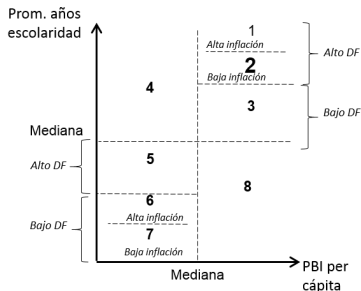 Prom. años
escolaridad
1
Alta inflación
2
Baja inflación
Alto DF
4
3
Bajo DF
Mediana
5
Alto DF
6
Alta inflación
7
Baja inflación
Bajo DF
8
Mediana
PBI per
cápita